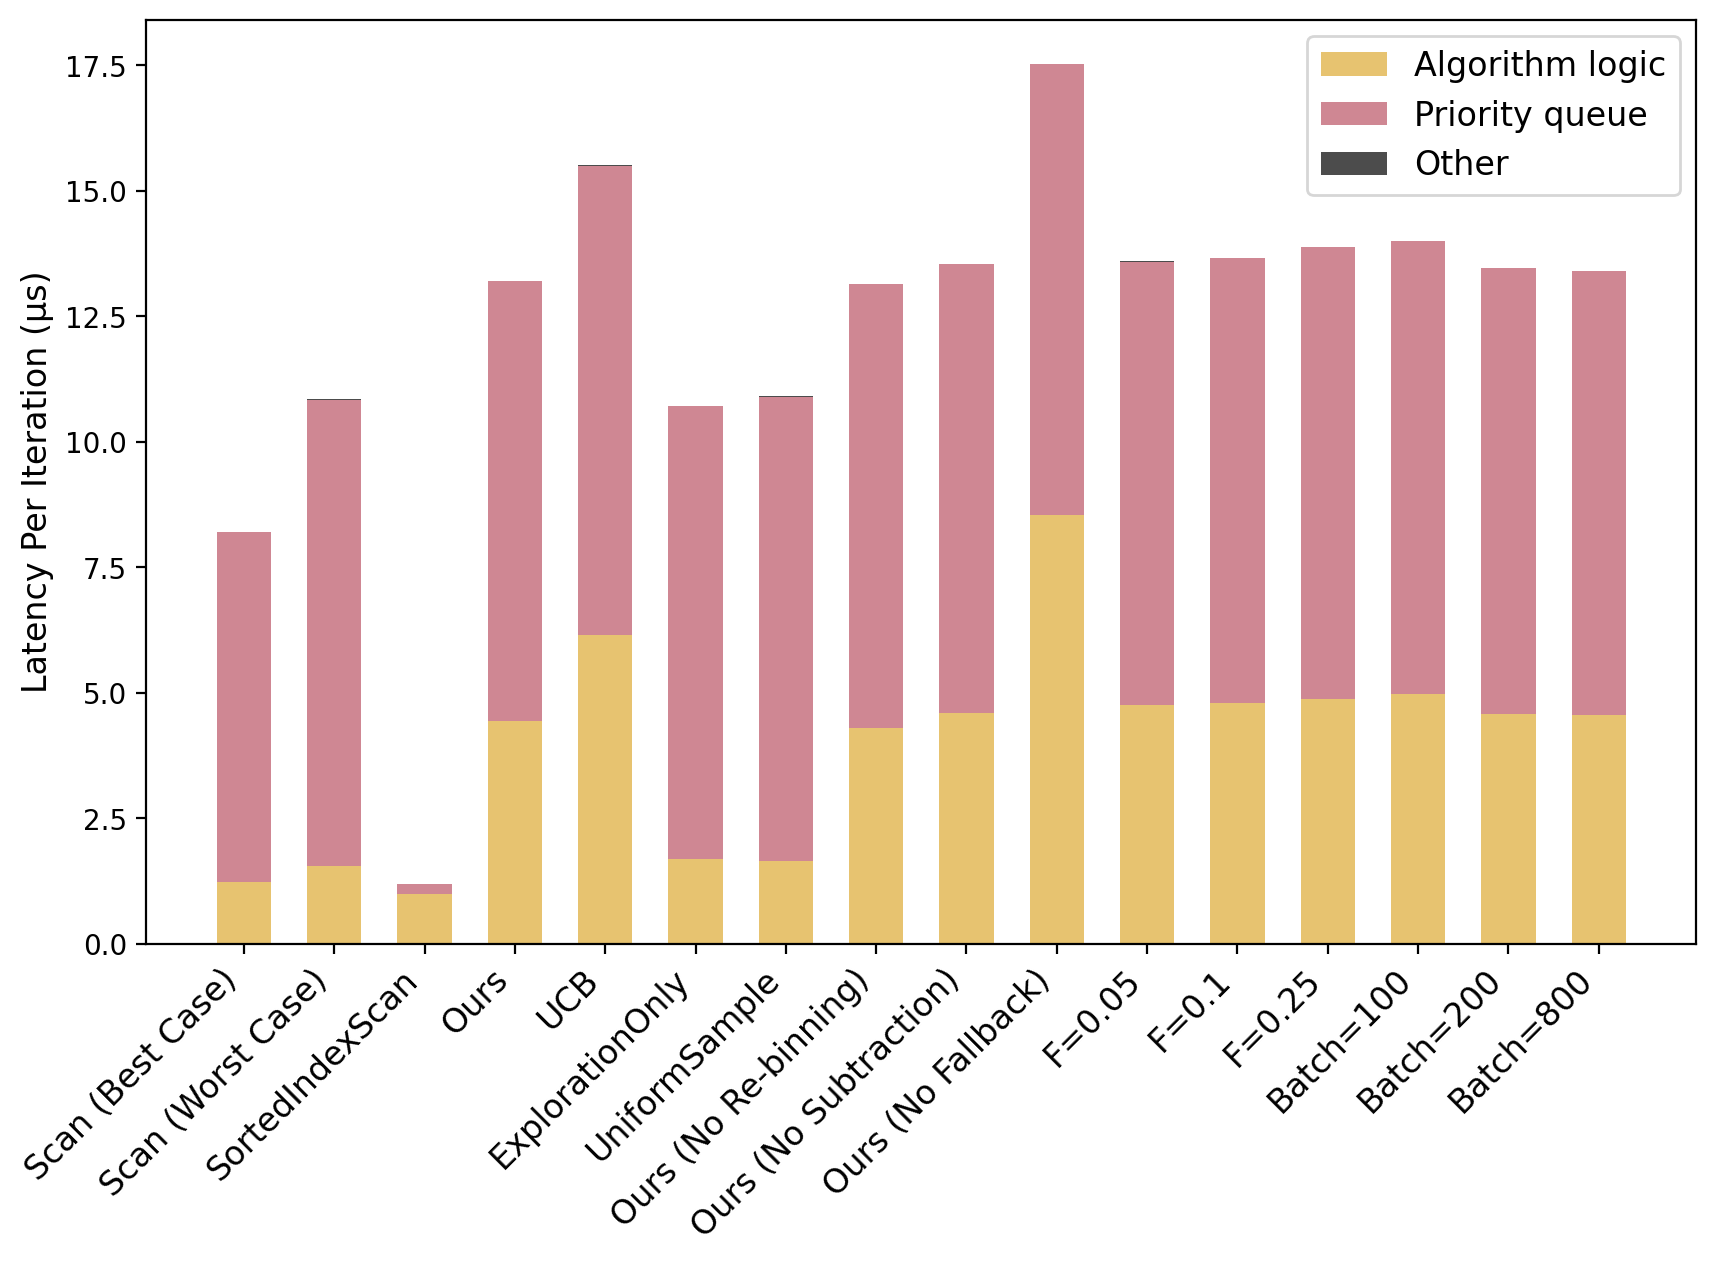 Latency Per Iteration (µs)
17.5
15.0
12.5
10.0
7.5
5.0
2.5
0.0
Algorithm logic
Priority queue
Other
Scan (Best Case)
Scan (Worst Case)
SortedIndexScan
Ours
UCB
ExplorationOnly
UniformSample
Ours (No Re-binning)
Ours (No Subtraction)
Ours (No Fallback)
F=0.05
F=0.1
F=0.25
Batch=100
Batch=200
Batch=800